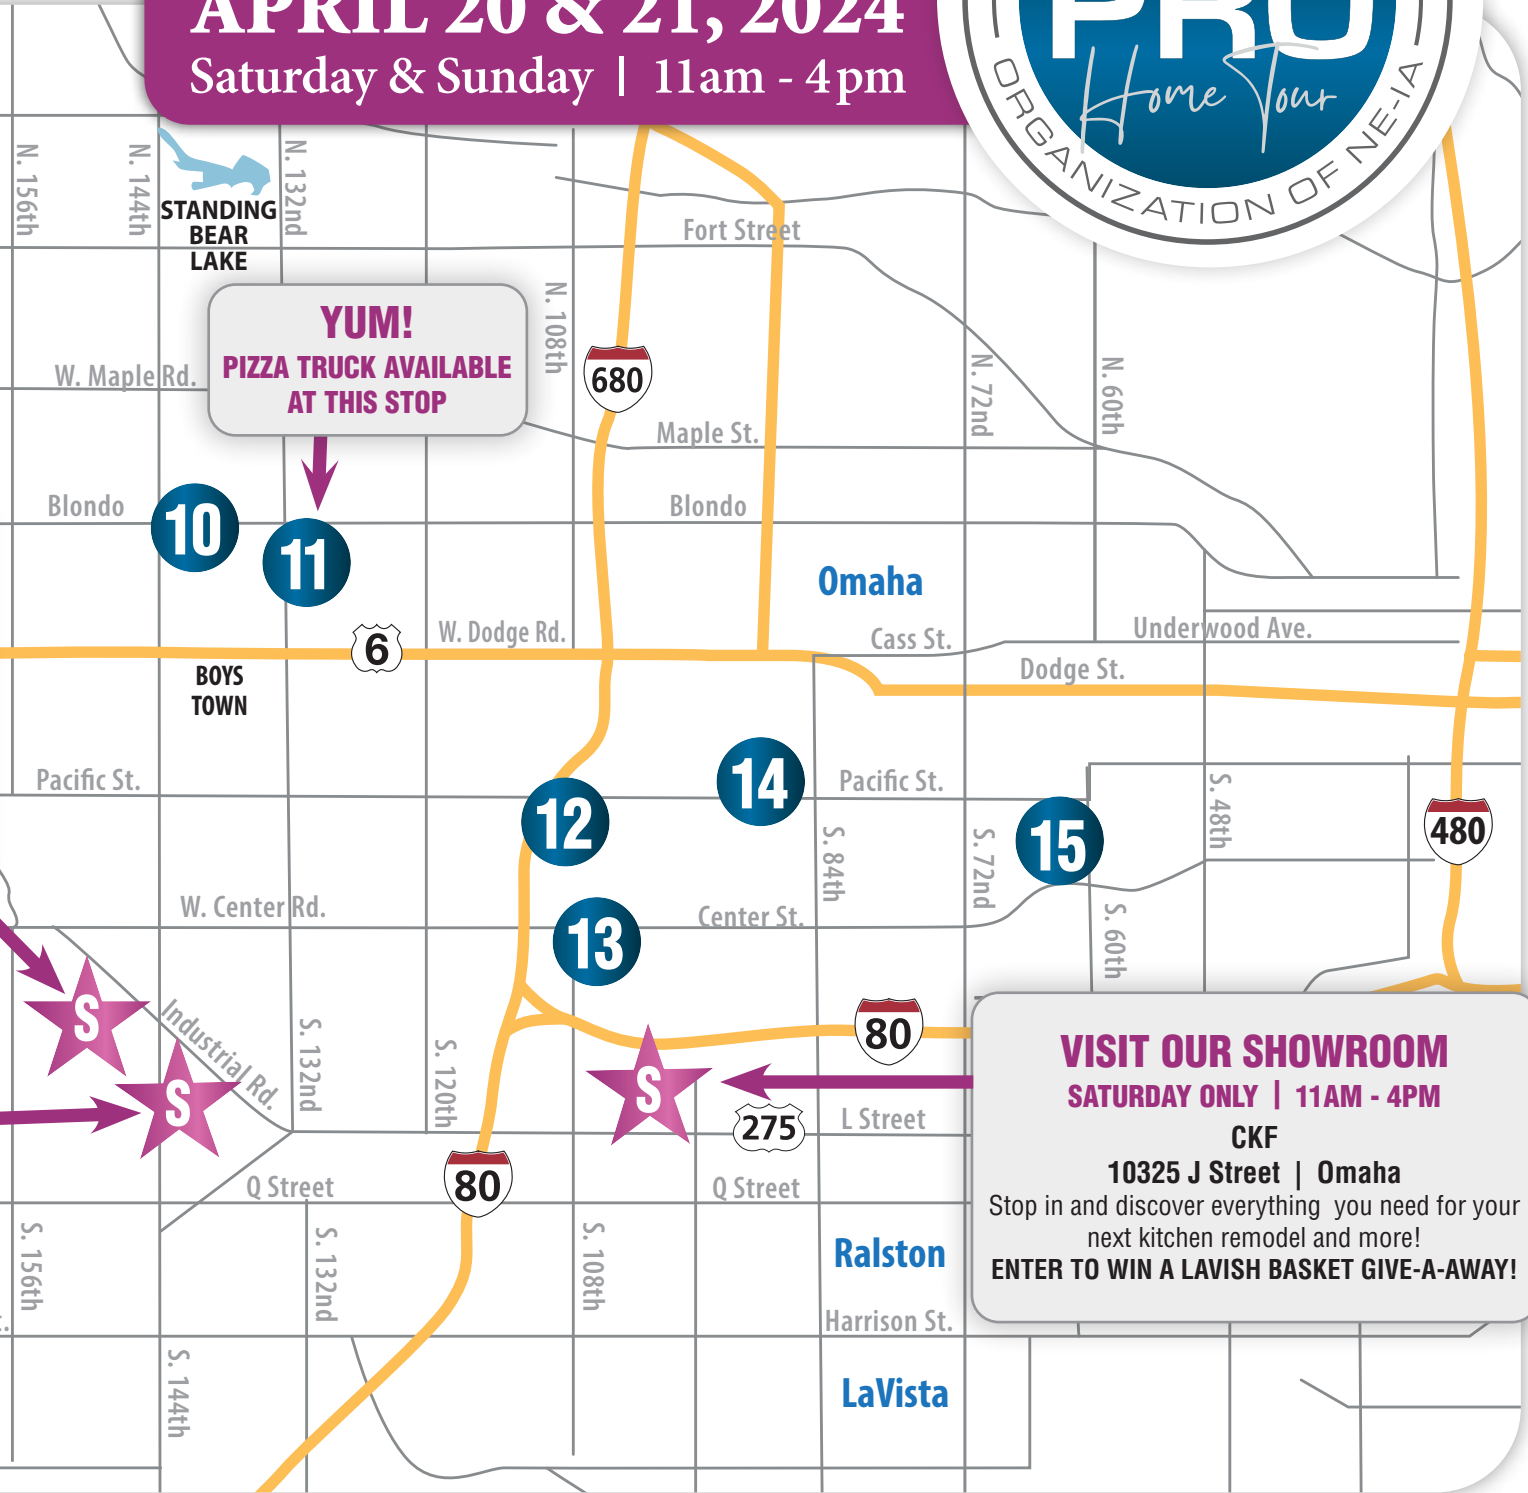 APRIL 20 & 21, 2024
Saturday & Sunday | 11am - 4pm
PRO
Home Tour
ORGANIZATION OF NE-IA
N. 156th
N. 144th
N. 132nd
STANDING
BEAR
LAKE
Fort Street
YUM!
PIZZA TRUCK AVAILABLE
AT THIS STOP
N. 108th
680
W. Maple Rd.
N. 72nd
N. 60th
Maple St.
Blondo
10
11
Blondo
Omaha
6
W. Dodge Rd.
Cass St.
Underwood Ave.
BOYS
TOWN
Dodge St.
Pacific St.
12
14
Pacific St.
15
S. 48th
480
S. 84th
S. 72nd
W. Center Rd.
13
Center St.
S. 60th
S
Industrial Rd.
S
S. 132nd
S. 120th
S
80
275
L Street
VISIT OUR SHOWROOM
SATURDAY ONLY | 11AM - 4PM
CKF
10325 J Street | Omaha
Stop in and discover everything you need for your
next kitchen remodel and more!
ENTER TO WIN A LAVISH BASKET GIVE-A-AWAY!
80
Q Street
Q Street
S. 156th
S. 132nd
S. 108th
Ralston
Harrison St.
S. 144th
LaVista